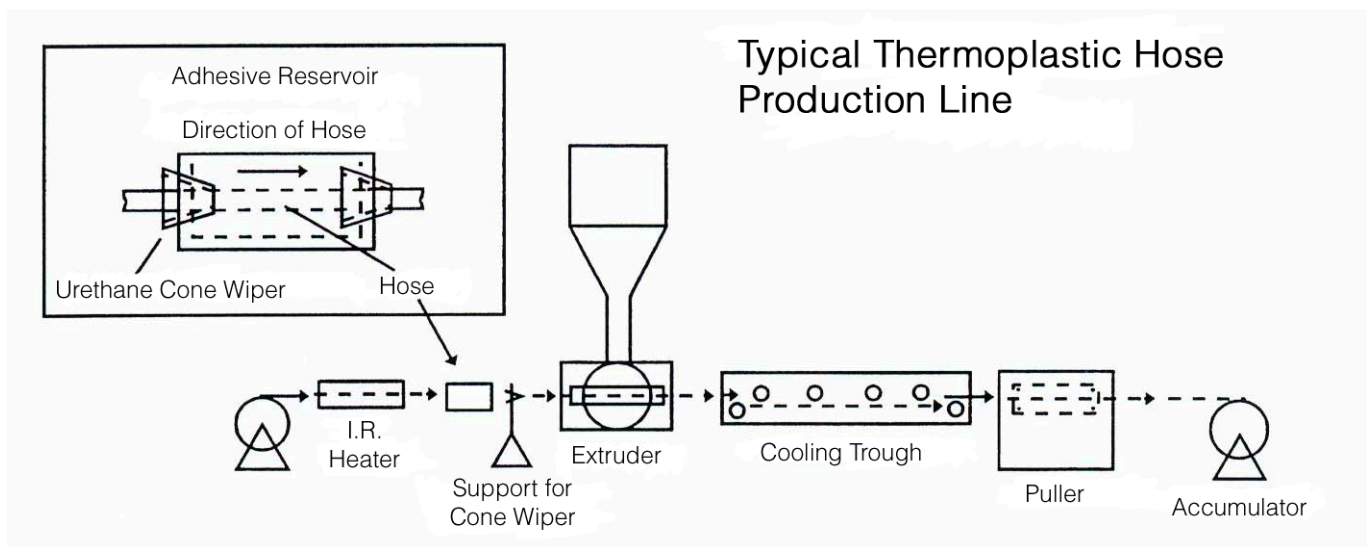 Typical Thermoplastic Hose
Production Line
Adhesive Reservoir
Direction of Hose
Urethane Cone Wiper
Hose
I.R.
Heater
Support for
Cone Wiper
Extruder
Cooling Trough
Puller
Accumulator